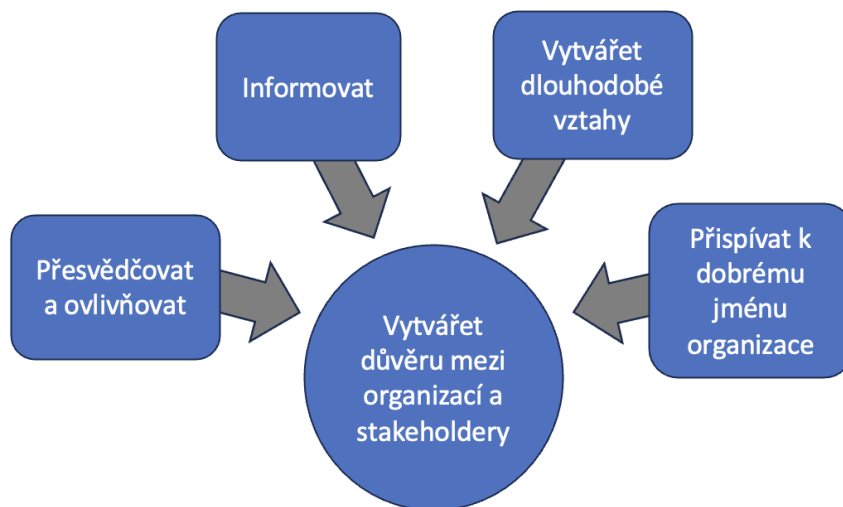 Informovat
Vytvářet
dlouhodobé
vztahy
Přesvědčovat
a ovlivňovat
Přispívat k
dobrému
jménu
organizace
Vytvářet
důvěru mezi
organizací a
stakeholdery